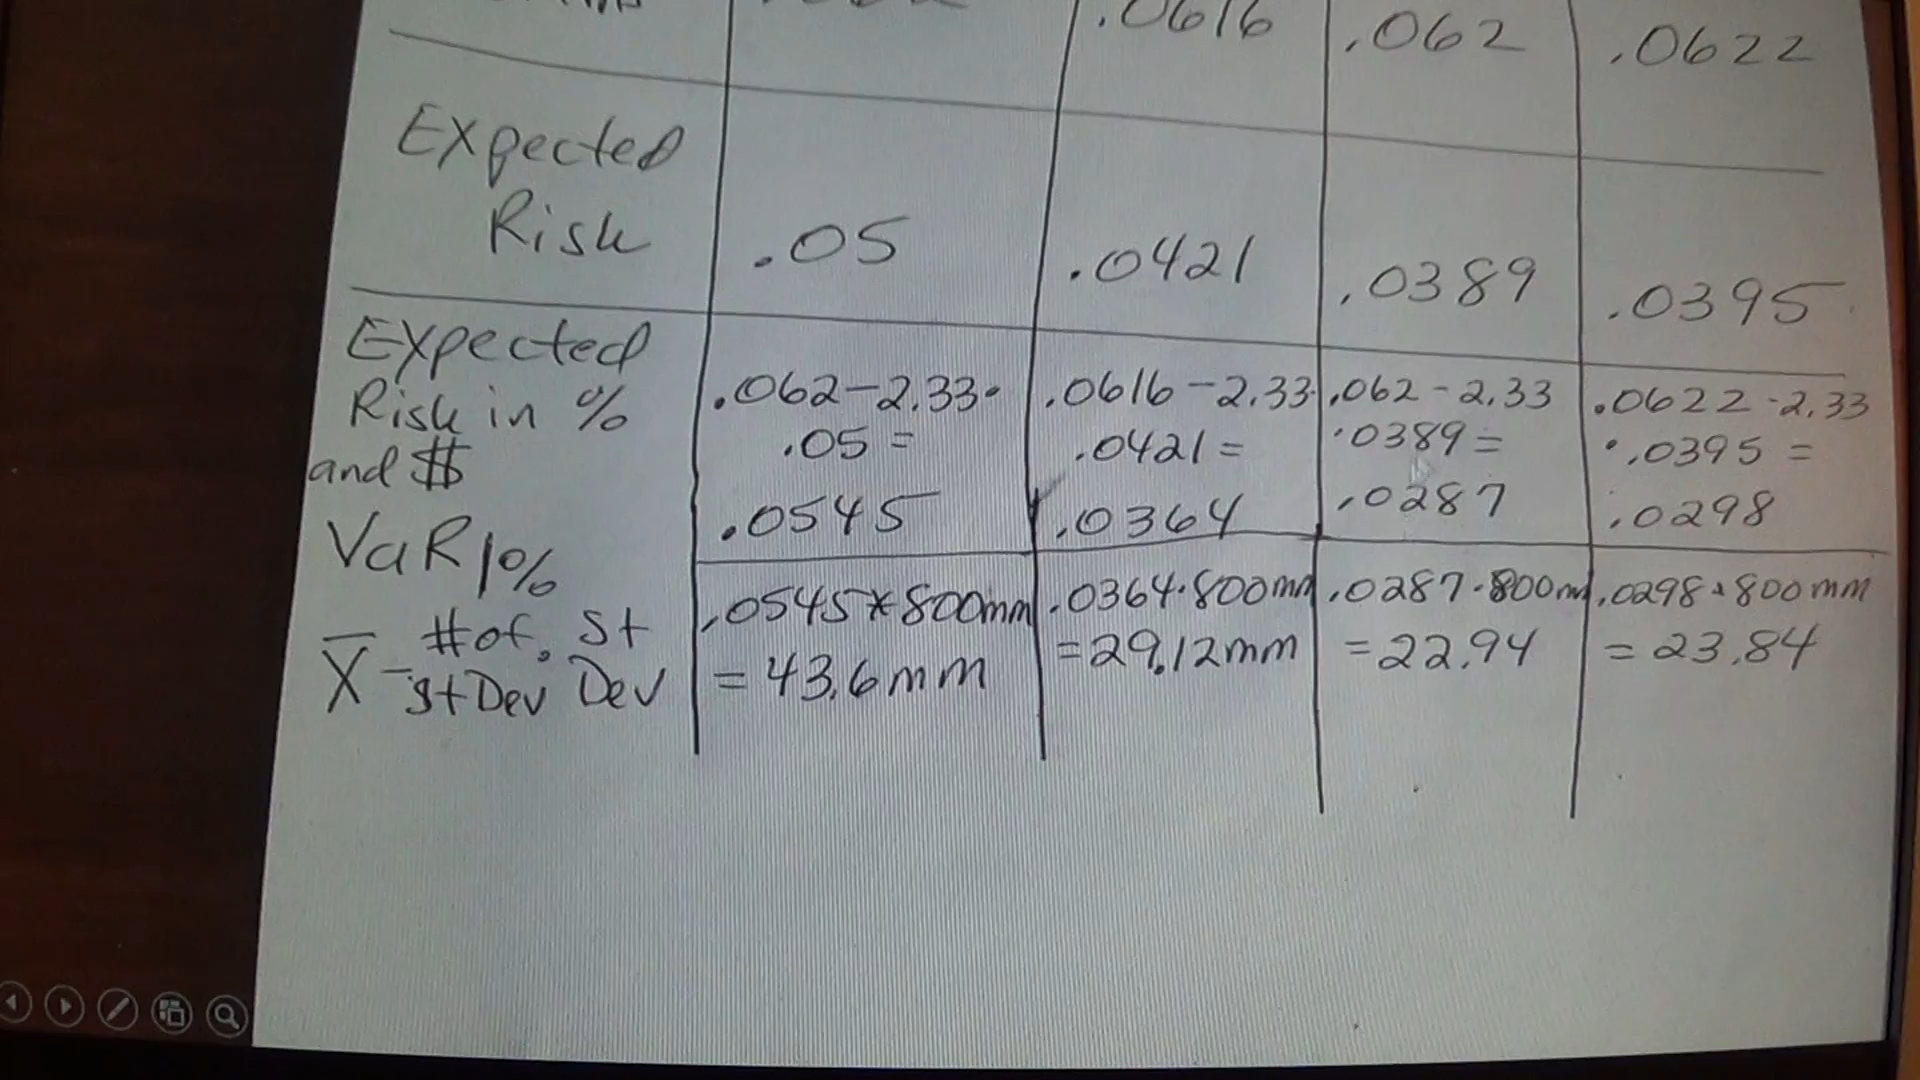 .0616 .062 .0622
Expected
Risk .05 .0421 .0389 .0395
Expected
Risk in % .062-2.33· .0616-2.33· .062-2.33 .0622-2.33
and $ .05= .0421= ·.0389= ·.0395=
VaR 1% .0545 .0364 .0287 .0298
# of St .0545*800mm .0364·800mm .0287·800m .0298·800mm
X̄ - St Dev Dev =43.6mm =29.12mm =22.94 =23.84